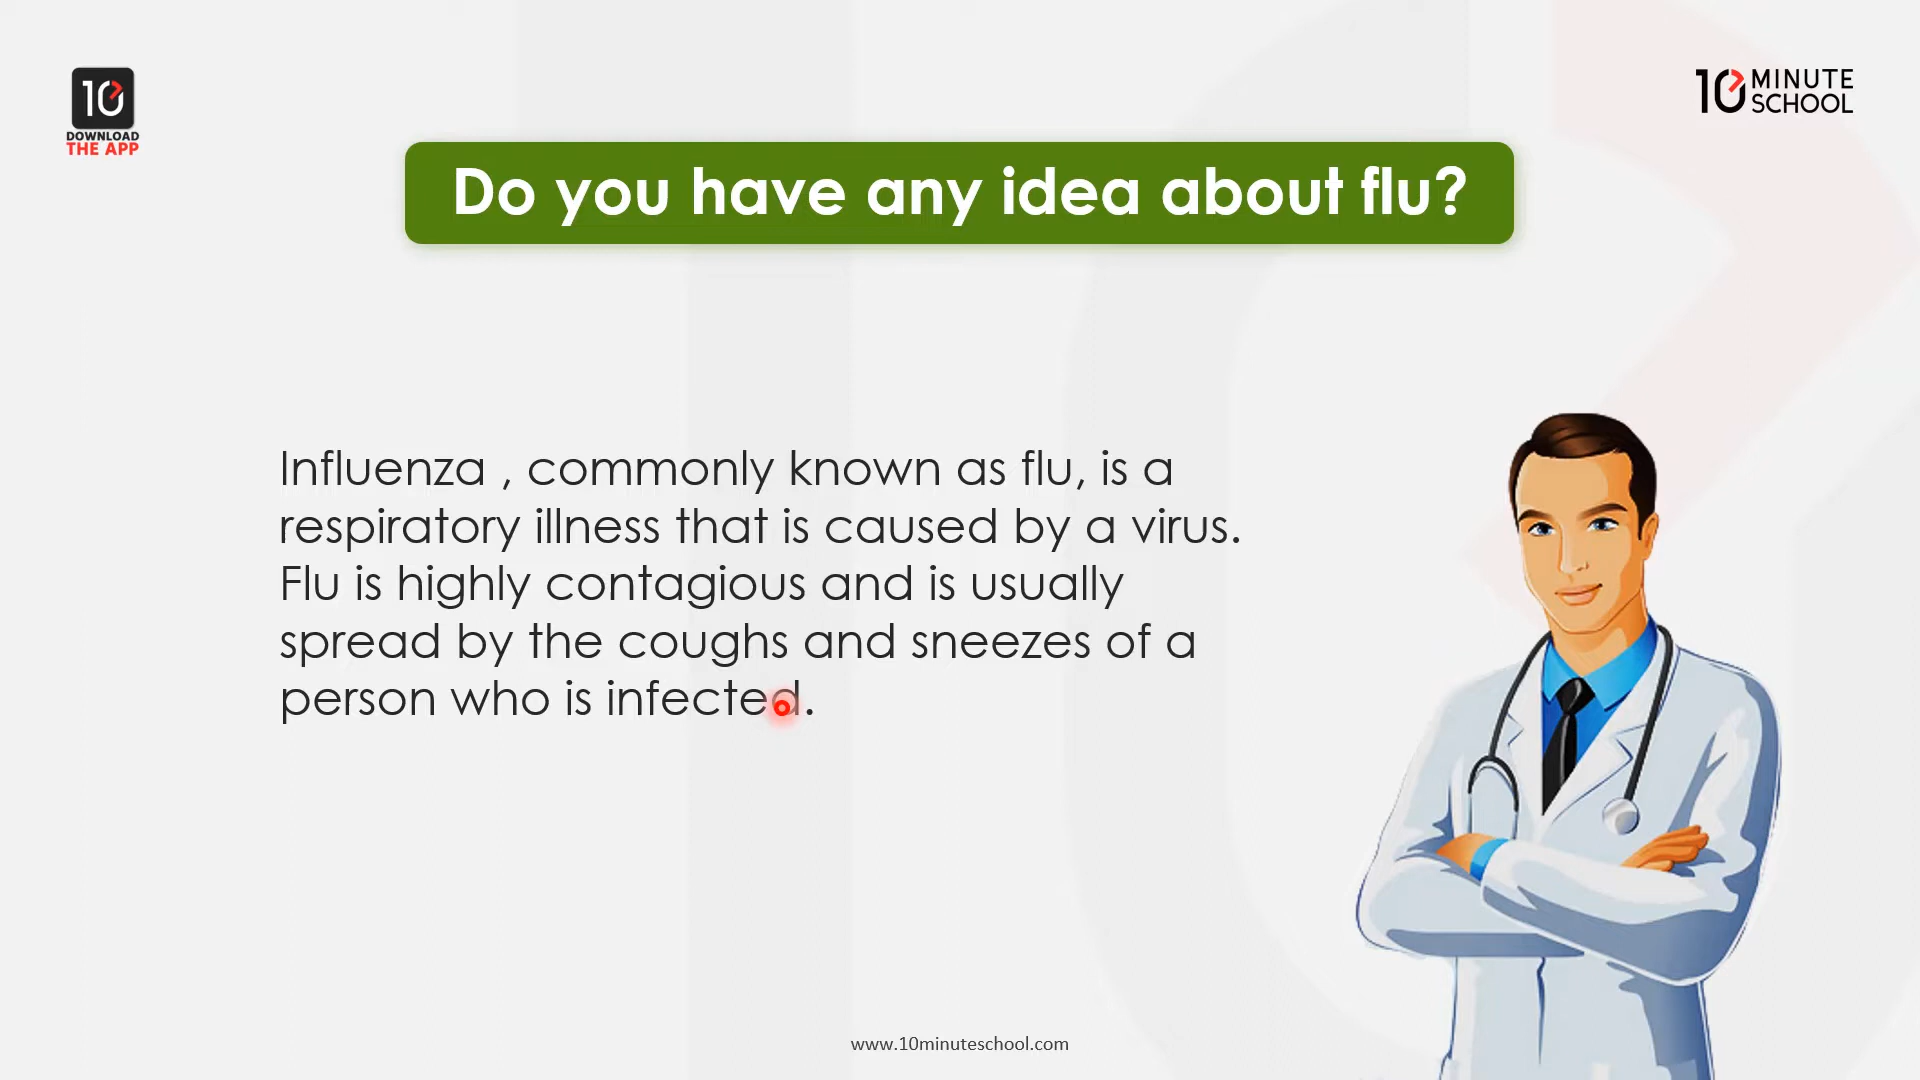 10
DOWNLOAD
THE APP
10 MINUTE
SCHOOL
Do you have any idea about flu?
Influenza , commonly known as flu, is a
respiratory illness that is caused by a virus.
Flu is highly contagious and is usually
spread by the coughs and sneezes of a
person who is infected.
www.10minuteschool.com